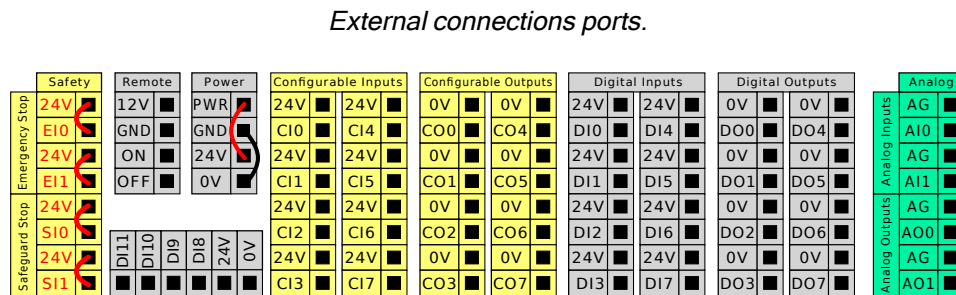 External connections ports.
Safety Remote Power Configurable Inputs Configurable Outputs Digital Inputs Digital Outputs Analog
Emergency Stop
24V
EI0
24V
EI1
Safeguard Stop
24V
SI0
24V
SI1
12V
GND
ON
OFF
PWR
GND
24V
0V
DI11 DI10 DI9 DI8 24V 0V
24V 24V
CI0 CI4
24V 24V
CI1 CI5
24V 24V
CI2 CI6
24V 24V
CI3 CI7
0V 0V
CO0 CO4
0V 0V
CO1 CO5
0V 0V
CO2 CO6
0V 0V
CO3 CO7
24V 24V
DI0 DI4
24V 24V
DI1 DI5
24V 24V
DI2 DI6
24V 24V
DI3 DI7
0V 0V
DO0 DO4
0V 0V
DO1 DO5
0V 0V
DO2 DO6
0V 0V
DO3 DO7
Analog Inputs
AG
AI0
AG
AI1
Analog Outputs
AG
AO0
AG
AO1